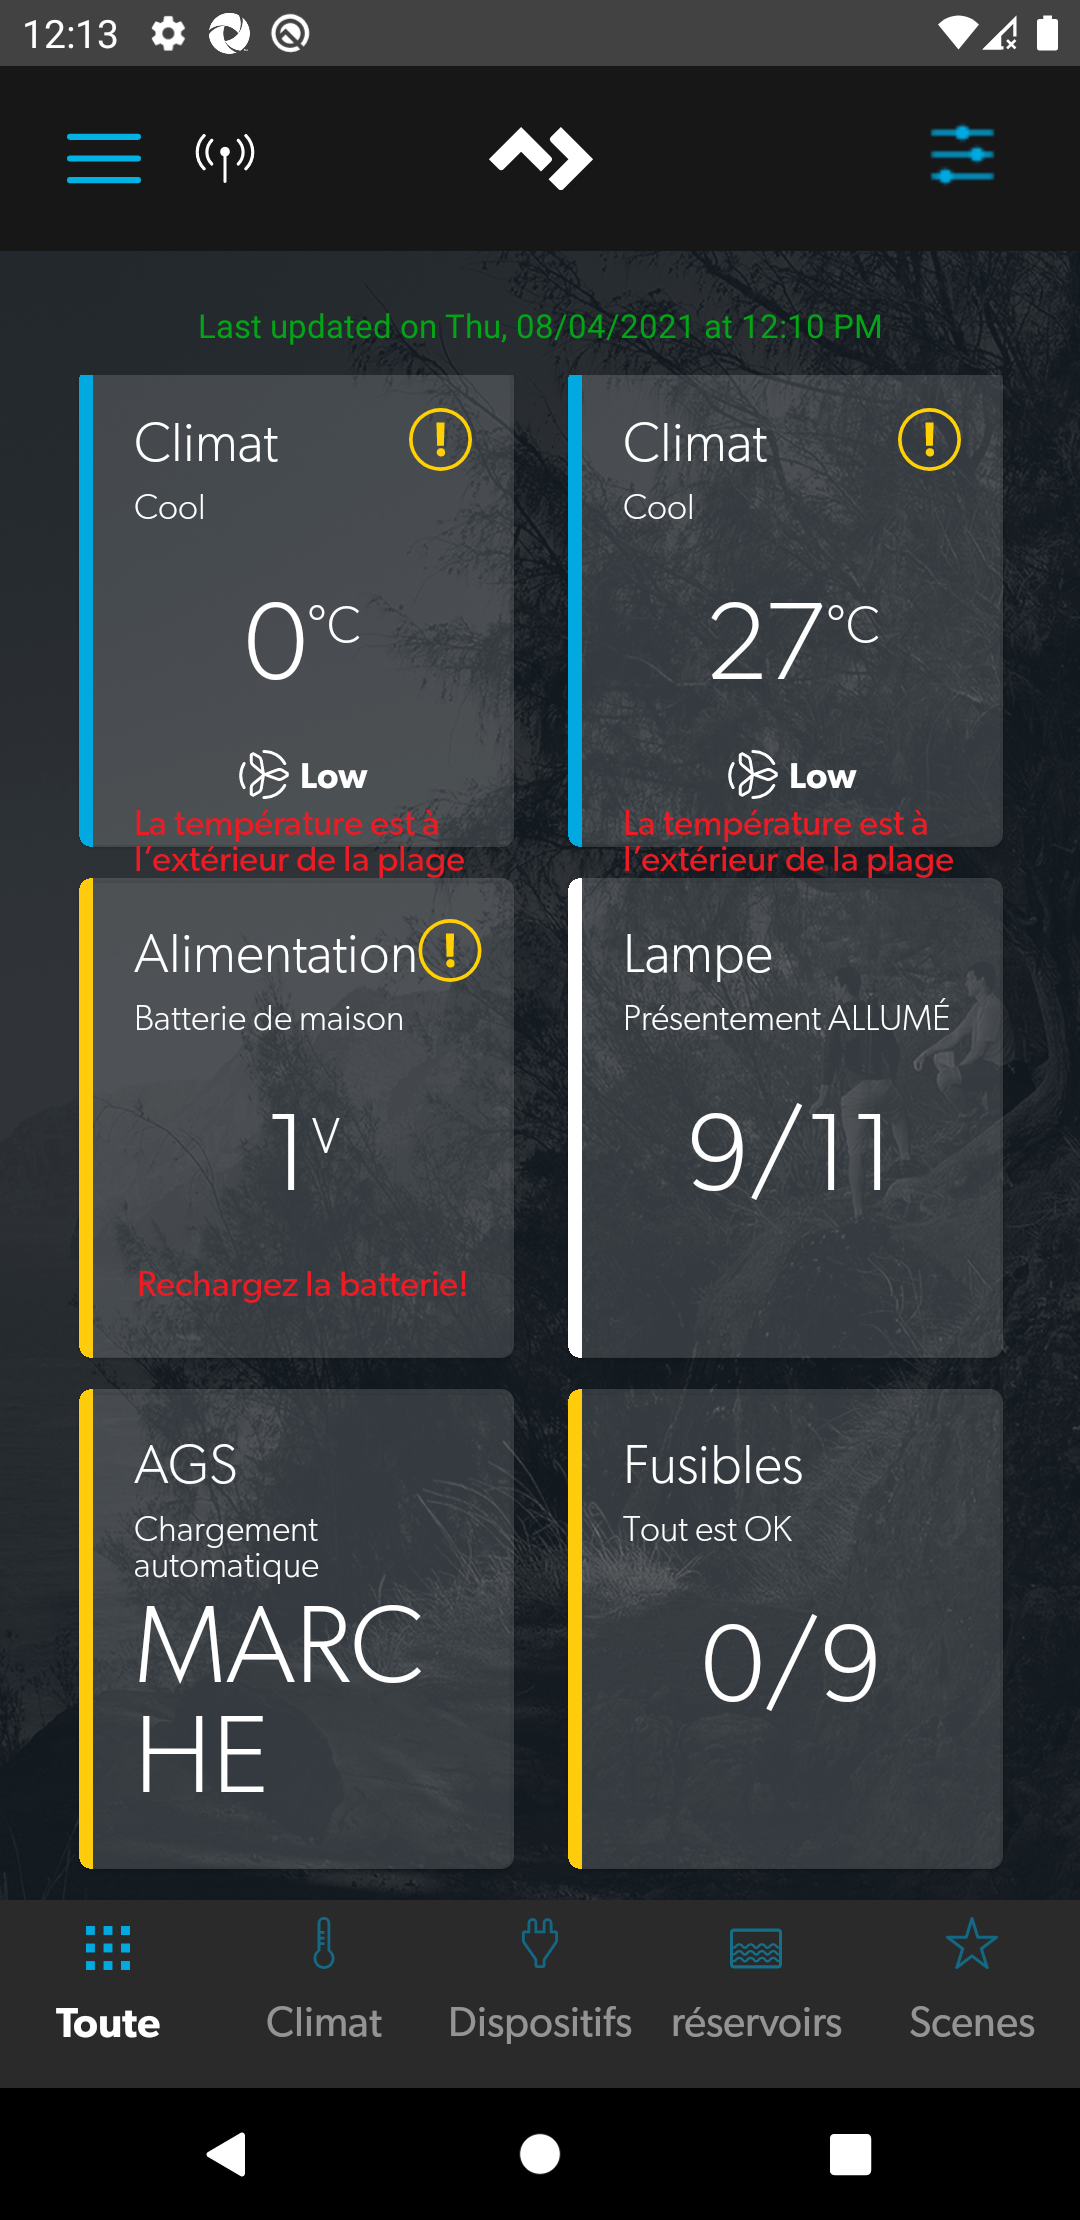 12:13
Last updated on Thu, 08/04/2021 at 12:10 PM
Climat
Cool
0°C
Low
La température est à
l'extérieur de la plage
Climat
Cool
27°C
Low
La température est à
l'extérieur de la plage
Alimentation
Batterie de maison
1V
Rechargez la batterie!
Lampe
Présentement ALLUMÉ
9/11
AGS
Chargement
automatique
MARC
HE
Fusibles
Tout est OK
0/9
Toute
Climat
Dispositifs
réservoirs
Scenes